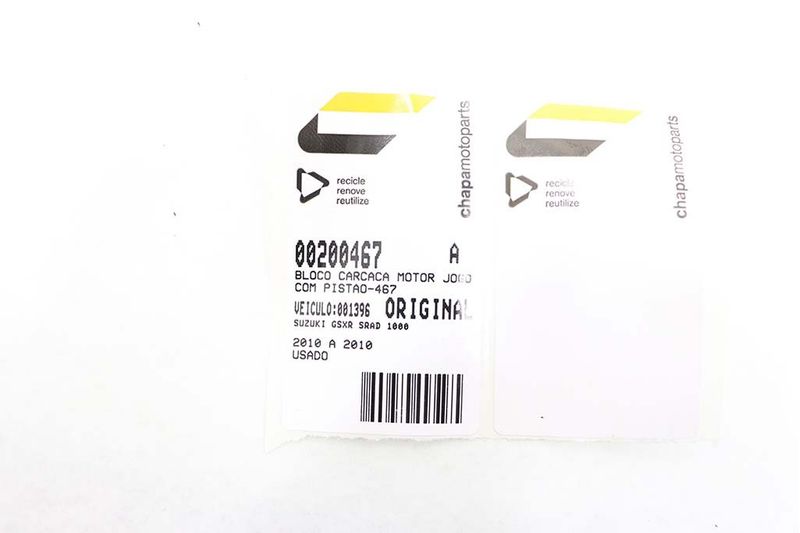 chapamotoparts
recicle
renove
reutilize
00200467 A
BLOCO CARCACA MOTOR JOGO
COM PISTAO-467
VEICULO:001396 ORIGINAL
SUZUKI GSXR SRAD 1000
2010 A 2010
USADO
chapamotoparts
recicle
renove
reutilize